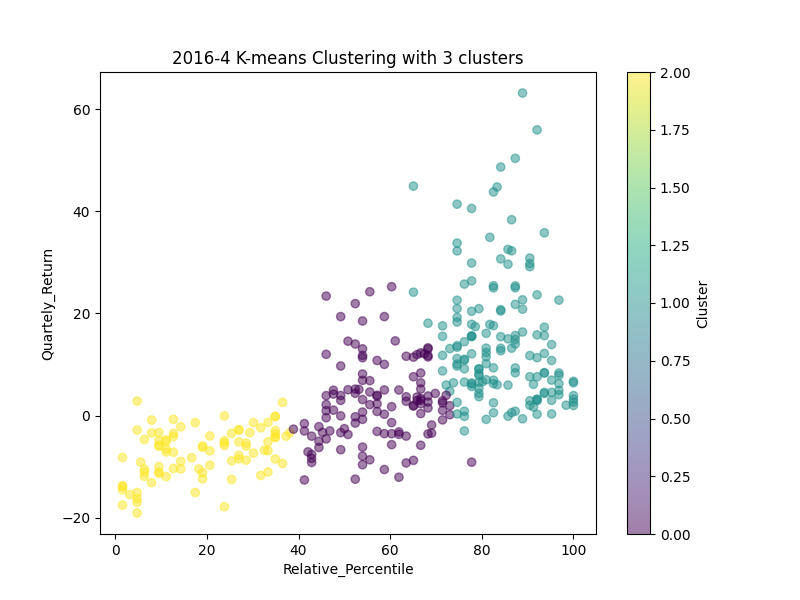 2016-4 K-means Clustering with 3 clusters
60
40
20
0
−20
Quartely_Return
0 20 40 60 80 100
Relative_Percentile
2.00
1.75
1.50
1.25
1.00
0.75
0.50
0.25
0.00
Cluster